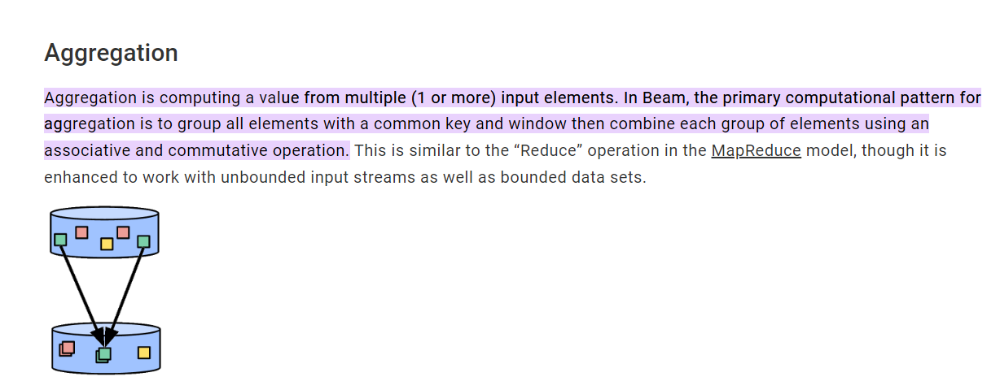 Aggregation
Aggregation is computing a value from multiple (1 or more) input elements. In Beam, the primary computational pattern for
aggregation is to group all elements with a common key and window then combine each group of elements using an
associative and commutative operation. This is similar to the “Reduce” operation in the MapReduce model, though it is
enhanced to work with unbounded input streams as well as bounded data sets.